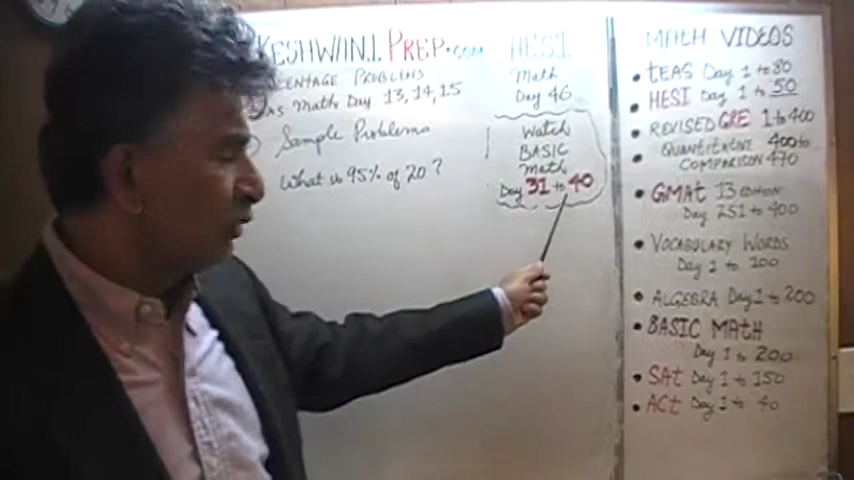 KESHWANI PREP.COM
PERCENTAGE PROBLEMS
TEAS Math Day 13, 14, 15
Sample Problems
What is 95% of 20?
HESI
Math
Day 46
Watch
BASIC
Math
Day 31 to 40
MATH VIDEOS
TEAS Day 1 to 80
HESI Day 1 to 50
REVISED GRE 1 to 400
QUANTITATIVE 400 to
COMPARISON 470
GMAT 13 EDITION
Day 251 to 400
VOCABULARY WORDS
Day 1 to 100
ALGEBRA Day 1 to 200
BASIC MATH
Day 1 to 200
SAT Day 1 to 150
ACT Day 1 to 40